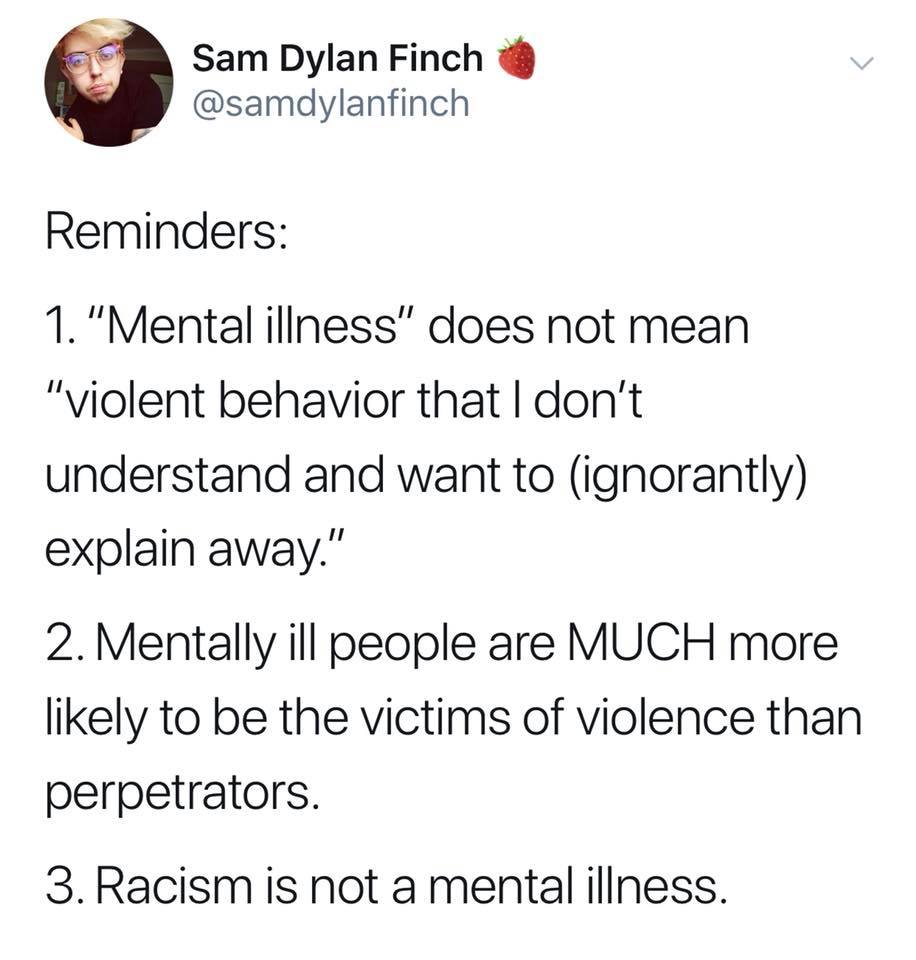 Sam Dylan Finch 🍓
@samdylanfinch
Reminders:
1. “Mental illness” does not mean
“violent behavior that I don’t
understand and want to (ignorantly)
explain away.”
2. Mentally ill people are MUCH more
likely to be the victims of violence than
perpetrators.
3. Racism is not a mental illness.